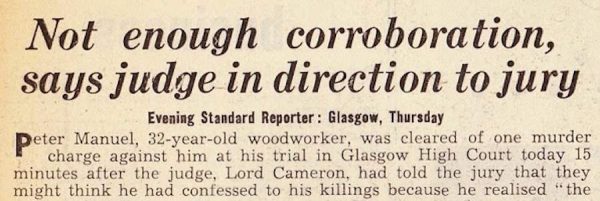 Not enough corroboration,
says judge in direction to jury
Evening Standard Reporter: Glasgow, Thursday
Peter Manuel, 32-year-old woodworker, was cleared of one murder
charge against him at his trial in Glasgow High Court today 15
minutes after the judge, Lord Cameron, had told the jury that they
might think he had confessed to his killings because he realised "the